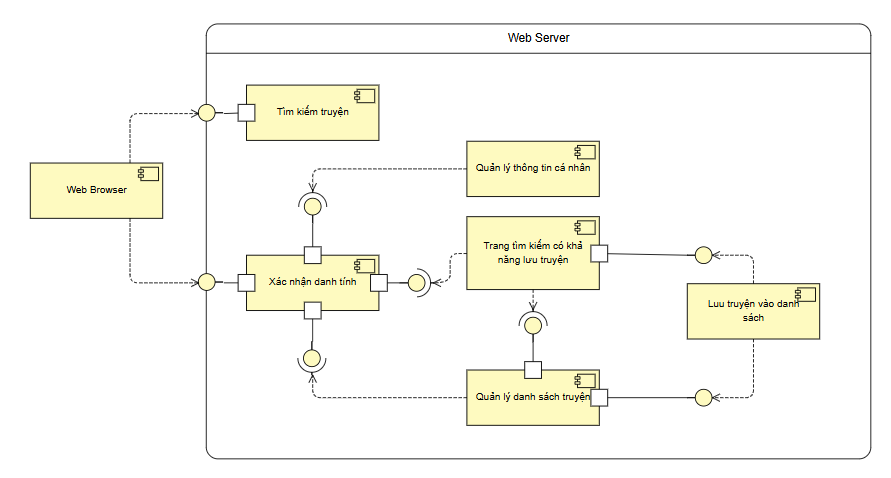 Web Server
Tìm kiếm truyện
Quản lý thông tin cá nhân
Web Browser
Trang tìm kiếm có khả
năng lưu truyện
Xác nhận danh tính
Luu truyện vào danh
sách
Quản lý danh sách truyện